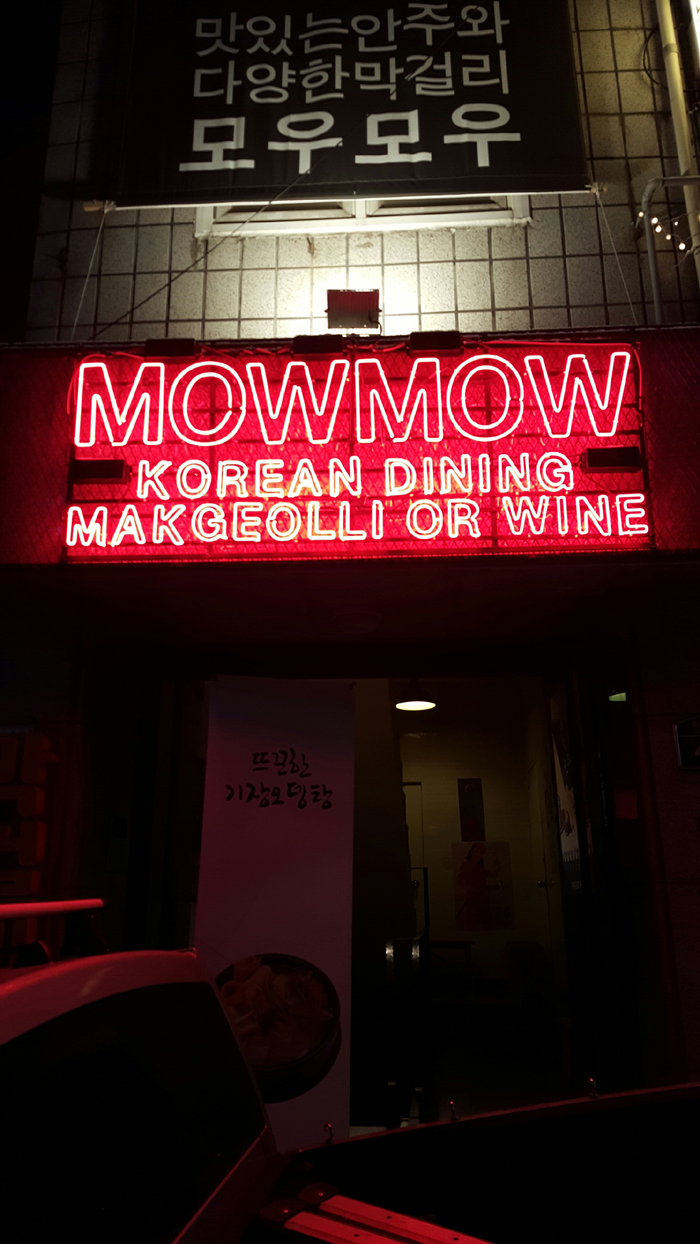 맛있는안주와
다양한막걸리
모우모우
MOWMOW
KOREAN DINING
MAKGEOLLI OR WINE
뜨끈한
기장오뎅탕